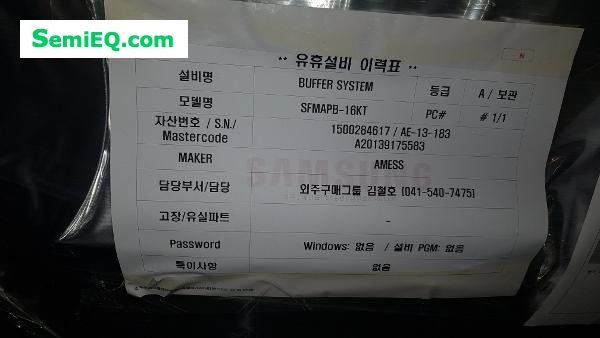 SemiEQ.com
** 유휴설비 이력표 **
N
설비명 BUFFER SYSTEM 등급 A / 보관
모델명 SFMAPB-16KT PC# # 1/1
자산번호 / S.N./ 1500284617 / AE-13-183
Mastercode A20139175583
MAKER AMESS
SAMSUNG
담당부서/담당 외주구매그룹 김철호 [041-540-7475]
고장/유실파트 -
Password Windows: 없음 / 설비 PGM: 없음
특이사항 없음